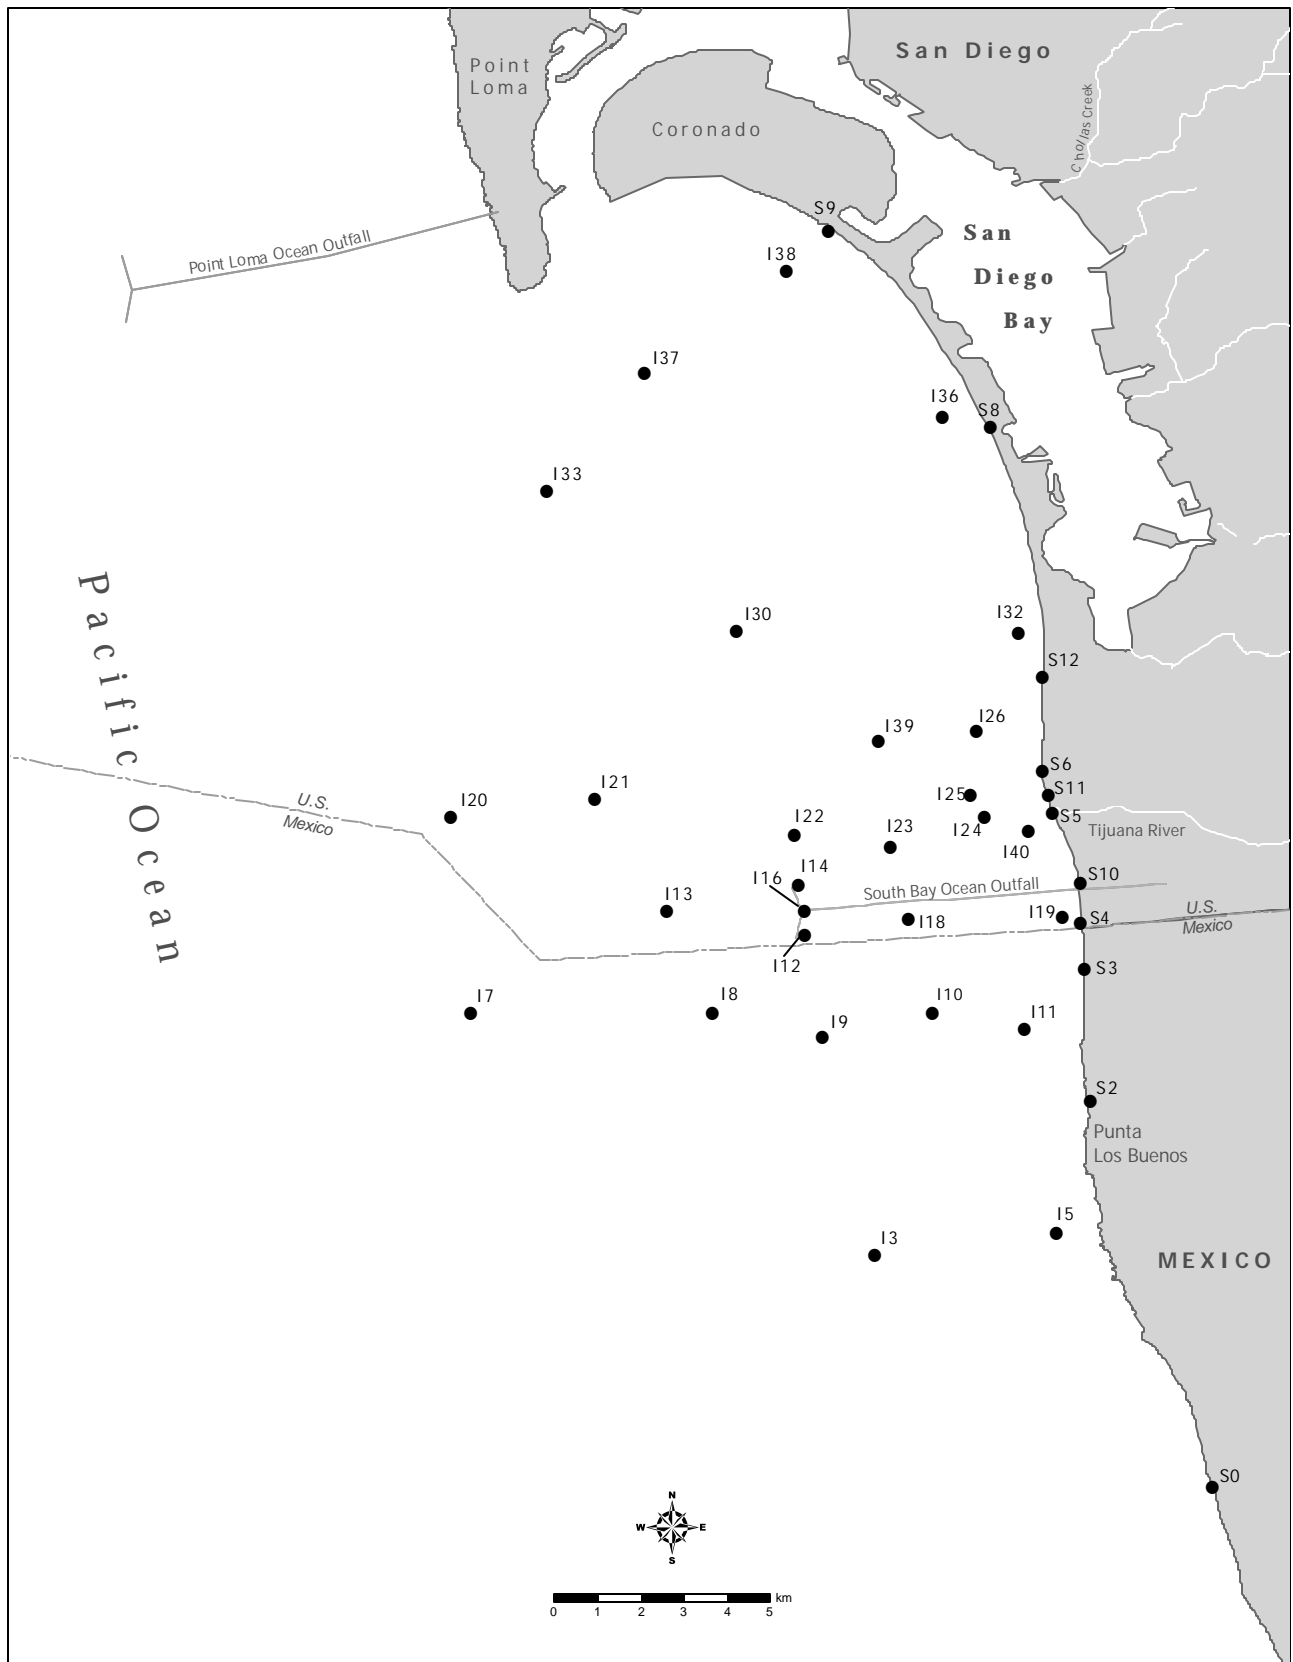 San Diego
Point
Loma
Chollas Creek
Coronado
S9
San
Diego
Bay
Point Loma Ocean Outfall
I38
I37
I36
S8
I33
Pacific Ocean
I30
I32
S12
I39
I26
S6
I21
I20
I25
S11
U.S.
Mexico
S5
I22
I23
I24
Tijuana River
I40
I14
I16
S10
South Bay Ocean Outfall
I13
I18
I19
S4
U.S.
Mexico
I12
S3
I7
I8
I10
I9
I11
S2
Punta
Los Buenos
I5
I3
MEXICO
S0
N
W E
S
km
0 1 2 3 4 5